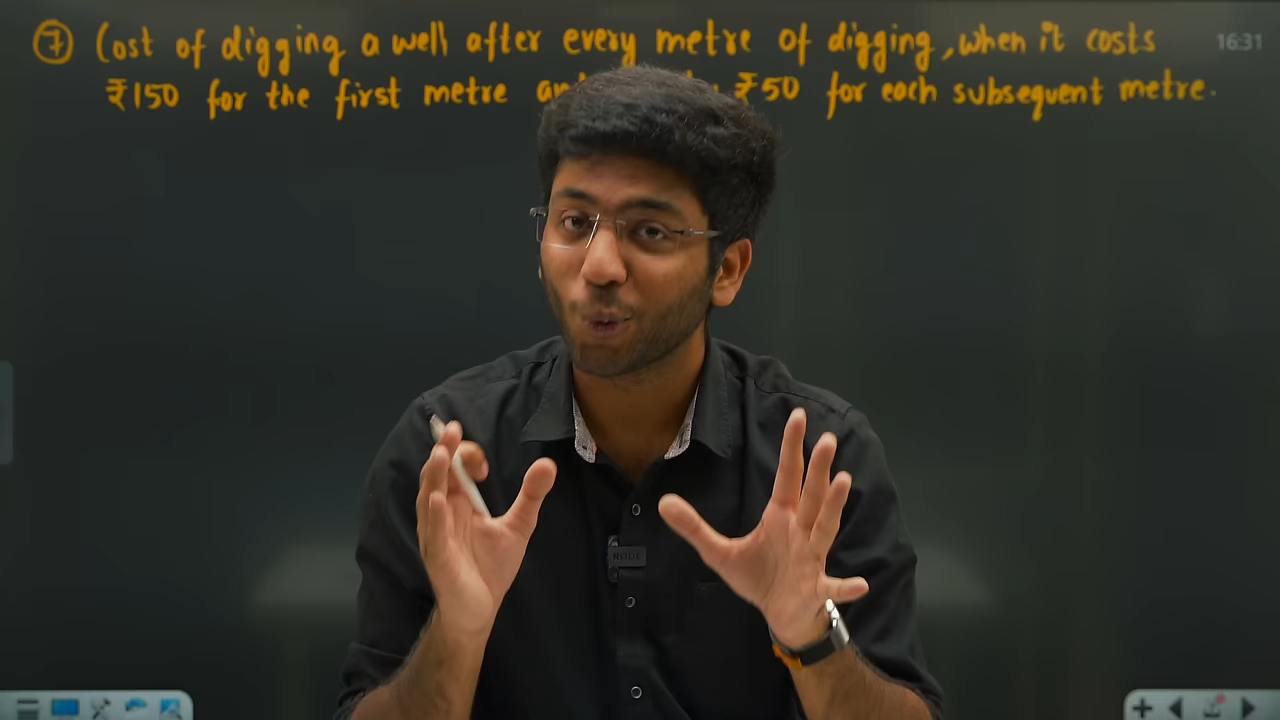 7 Cost of digging a well after every metre of digging, when it costs
16:31
₹150 for the first metre ₹50 for each subsequent metre.
RODE